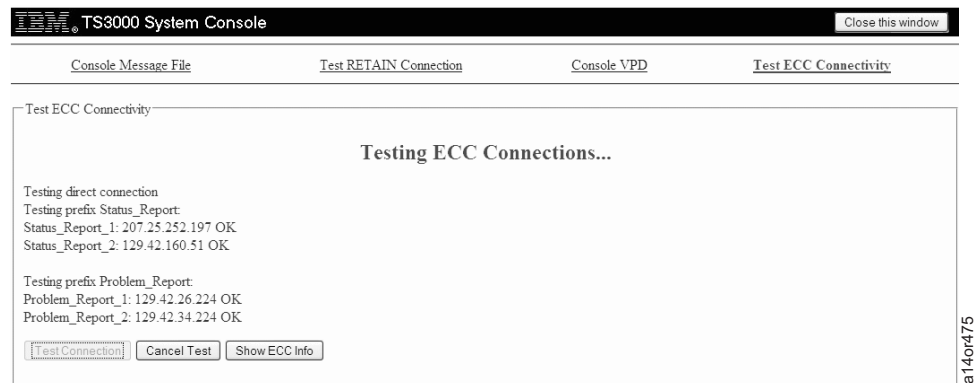 IBM® TS3000 System Console
Close this window
Console Message File
Test RETAIN Connection
Console VPD
Test ECC Connectivity
Test ECC Connectivity
Testing ECC Connections...
Testing direct connection
Testing prefix Status_Report:
Status_Report_1: 207.25.252.197 OK
Status_Report_2: 129.42.160.51 OK
Testing prefix Problem_Report:
Problem_Report_1: 129.42.26.224 OK
Problem_Report_2: 129.42.34.224 OK
Test Connection
Cancel Test
Show ECC Info
a14or475